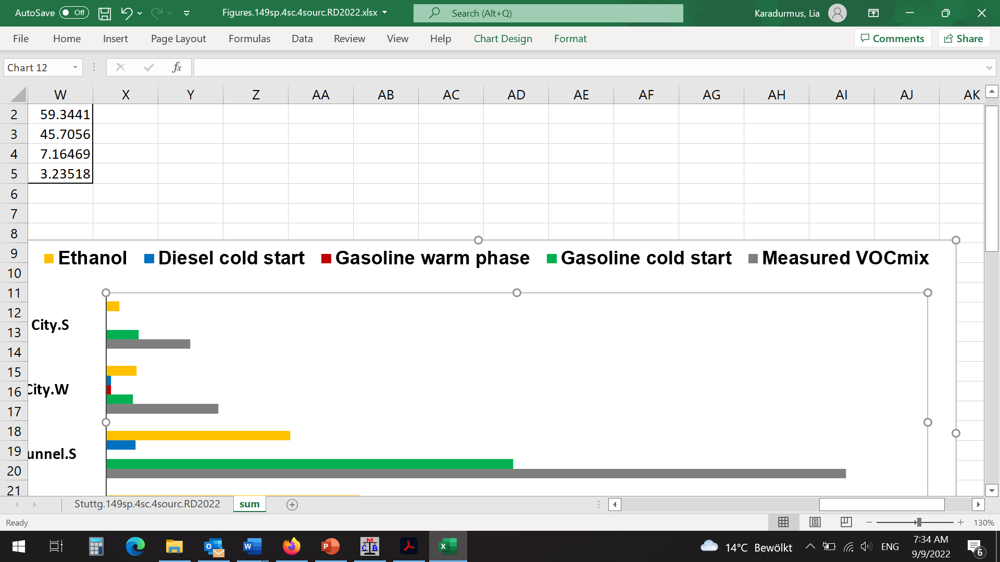 AutoSave Off Figures.149sp.4sc.4sourc.RD2022.xlsx Search (Alt+Q) Karadurmus, Lia
File Home Insert Page Layout Formulas Data Review View Help Chart Design Format Comments Share
Chart 12 fx
W X Y Z AA AB AC AD AE AF AG AH AI AJ AK
2 59.3441
3 45.7056
4 7.16469
5 3.23518
6
7
8
9
Ethanol Diesel cold start Gasoline warm phase Gasoline cold start Measured VOCmix
10
11
12
City.S
13
14
15
16 City.W
17
18
19 unnel.S
20
21
Stuttg.149sp.4sc.4sourc.RD2022 sum
Ready 130%
14°C Bewölkt ENG 7:34 AM
9/9/2022 6